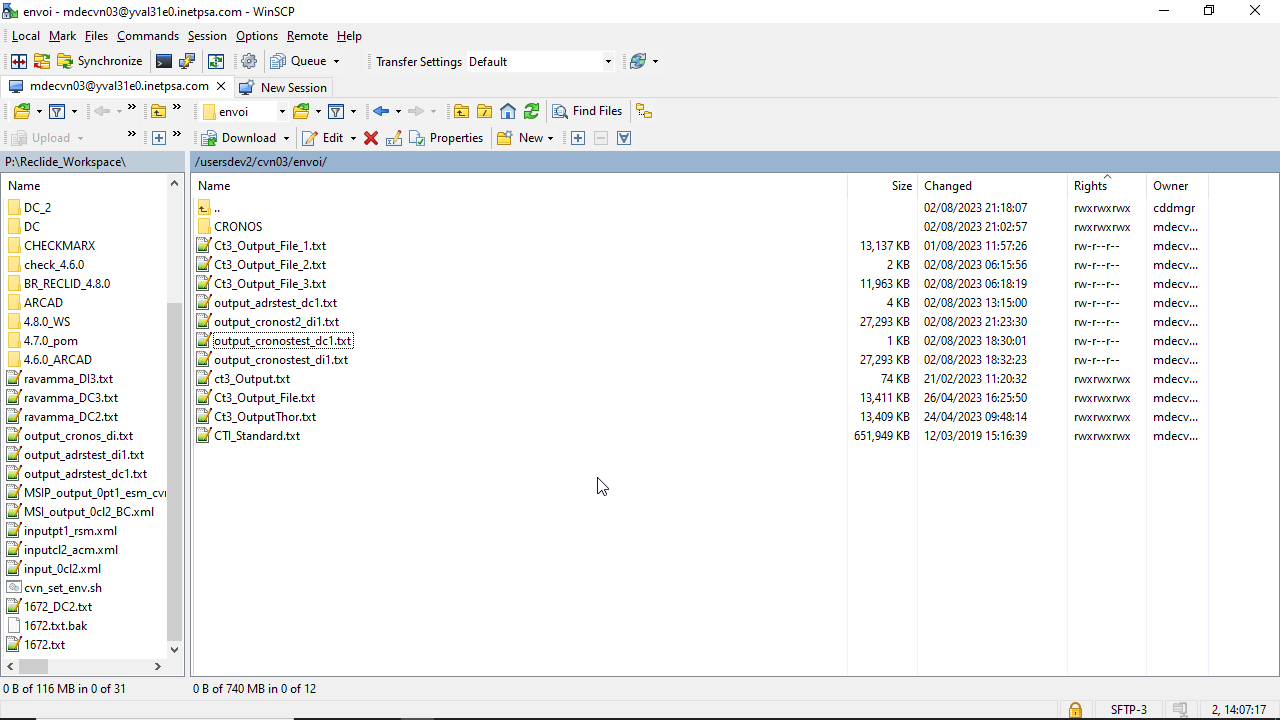 envoi - mdecvn03@yval31e0.inetpsa.com - WinSCP
Local Mark Files Commands Session Options Remote Help
Synchronize Queue Transfer Settings Default
mdecvn03@yval31e0.inetpsa.com New Session
envoi Find Files
Upload Download Edit Properties New
P:\Reclide_Workspace\
Name
DC_2
DC
CHECKMARX
check_4.6.0
BR_RECLID_4.8.0
ARCAD
4.8.0_WS
4.7.0_pom
4.6.0_ARCAD
ravamma_DI3.txt
ravamma_DC3.txt
ravamma_DC2.txt
output_cronos_di.txt
output_adrstest_di1.txt
output_adrstest_dc1.txt
MSIP_output_0pt1_esm_cvn
MSI_output_0cl2_BC.xml
inputpt1_rsm.xml
inputcl2_acm.xml
input_0cl2.xml
cvn_set_env.sh
1672_DC2.txt
1672.txt.bak
1672.txt
0 B of 116 MB in 0 of 31
/usersdev2/cvn03/envoi/
Name Size Changed Rights Owner
.. 02/08/2023 21:18:07 rwxrwxrwx cddmgr
CRONOS 02/08/2023 21:02:57 rwxrwxrwx mdecv...
Ct3_Output_File_1.txt 13,137 KB 01/08/2023 11:57:26 rw-r--r-- mdecv...
Ct3_Output_File_2.txt 2 KB 02/08/2023 06:15:56 rw-r--r-- mdecv...
Ct3_Output_File_3.txt 11,963 KB 02/08/2023 06:18:19 rw-r--r-- mdecv...
output_adrstest_dc1.txt 4 KB 02/08/2023 13:15:00 rw-r--r-- mdecv...
output_cronost2_di1.txt 27,293 KB 02/08/2023 21:23:30 rw-r--r-- mdecv...
output_cronostest_dc1.txt 1 KB 02/08/2023 18:30:01 rw-r--r-- mdecv...
output_cronostest_di1.txt 27,293 KB 02/08/2023 18:32:23 rw-r--r-- mdecv...
ct3_Output.txt 74 KB 21/02/2023 11:20:32 rwxrwxrwx mdecv...
Ct3_Output_File.txt 13,411 KB 26/04/2023 16:25:50 rwxrwxrwx mdecv...
Ct3_OutputThor.txt 13,409 KB 24/04/2023 09:48:14 rwxrwxrwx mdecv...
CTI_Standard.txt 651,949 KB 12/03/2019 15:16:39 rwxrwxrwx mdecv...
0 B of 740 MB in 0 of 12
SFTP-3 2, 14:07:17